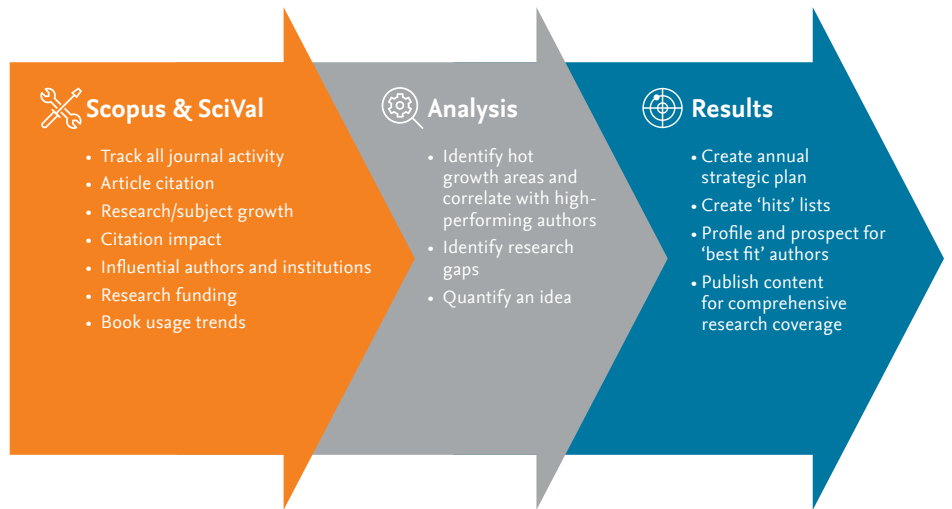 Scopus & SciVal
• Track all journal activity
• Article citation
• Research/subject growth
• Citation impact
• Influential authors and institutions
• Research funding
• Book usage trends
Analysis
• Identify hot
growth areas and
correlate with high-
performing authors
• Identify research
gaps
• Quantify an idea
Results
• Create annual
strategic plan
• Create ‘hits’ lists
• Profile and prospect for
‘best fit’ authors
• Publish content
for comprehensive
research coverage